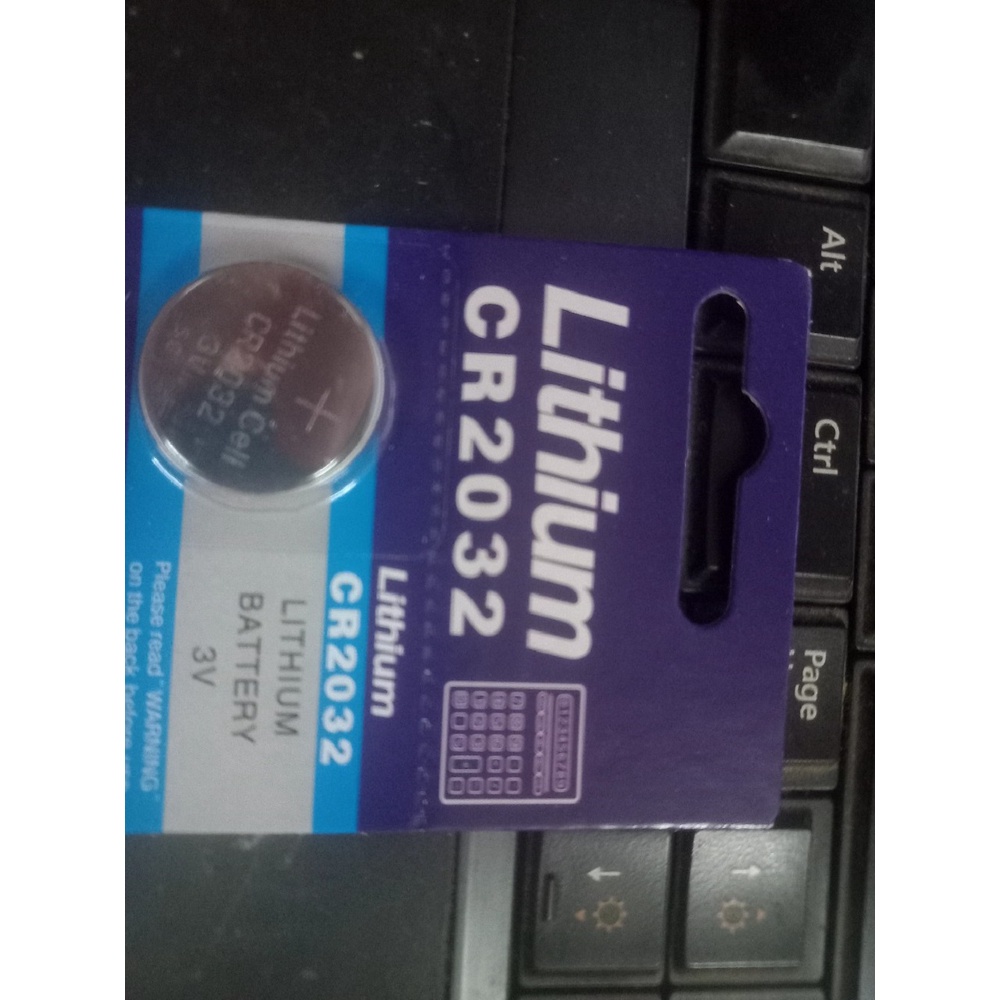 Lithium
CR2032
Lithium
CR2032
LITHIUM
BATTERY
3V
Please read "WARNING"
on the back before
Lithium Cell
CR2032
3V
+
Alt
Ctrl
Page